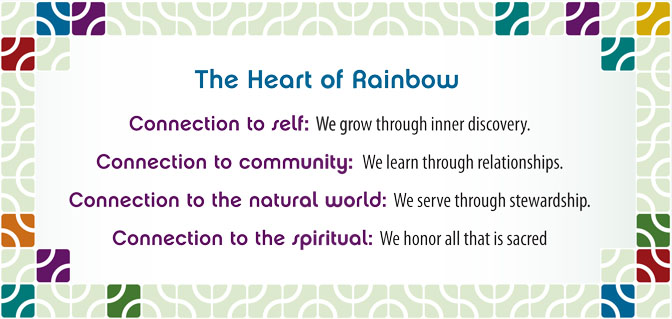 The Heart of Rainbow
Connection to self: We grow through inner discovery.
Connection to community: We learn through relationships.
Connection to the natural world: We serve through stewardship.
Connection to the spiritual: We honor all that is sacred